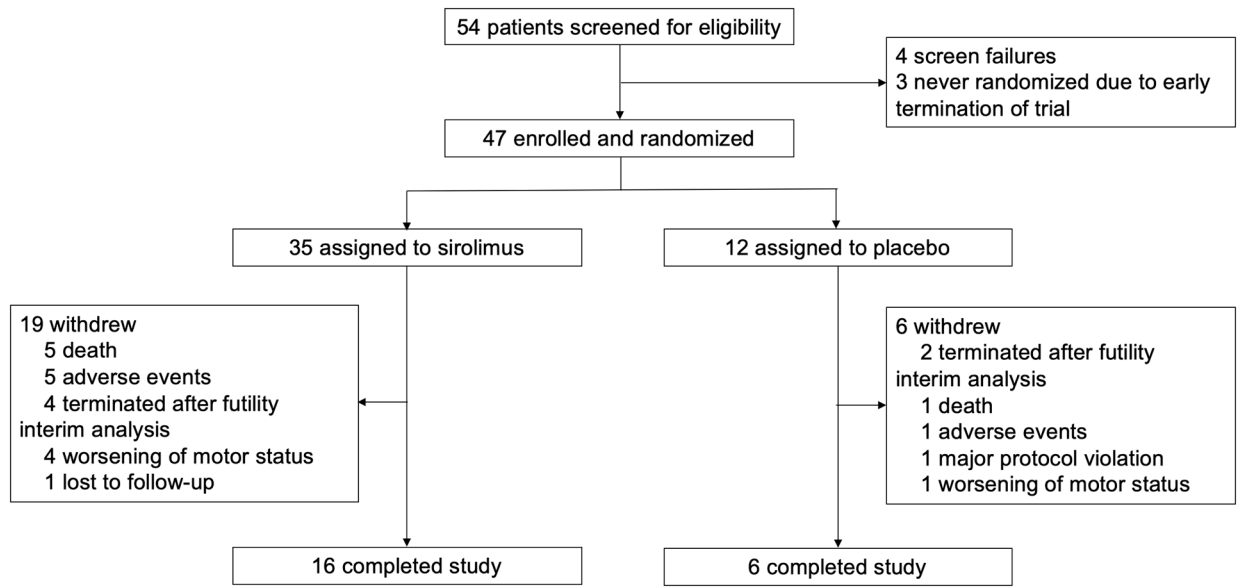 54 patients screened for eligibility
4 screen failures
3 never randomized due to early
termination of trial
47 enrolled and randomized
35 assigned to sirolimus
12 assigned to placebo
19 withdrew
5 death
5 adverse events
4 terminated after futility
interim analysis
4 worsening of motor status
1 lost to follow-up
6 withdrew
2 terminated after futility
interim analysis
1 death
1 adverse events
1 major protocol violation
1 worsening of motor status
16 completed study
6 completed study